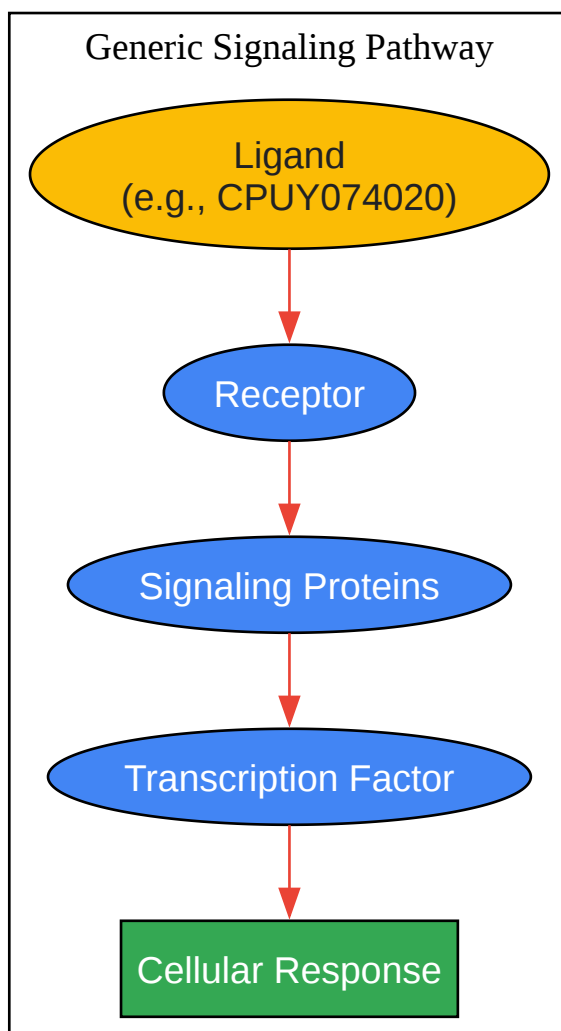 Generic Signaling Pathway
Ligand
(e.g., CPUY074020)
Receptor
Signaling Proteins
Transcription Factor
Cellular Response